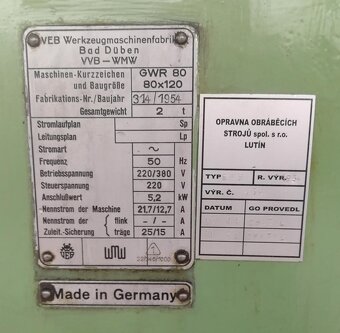 VEB Werkzeugmaschinenfabrik
Bad Düben
VVB-WMW
Maschinen-Kurzzeichen GWR 80
und Baugröße 80x120
Fabrikations-Nr./Baujahr 314/1954
Gesamtgewicht 2 t
Stromlaufplan Sp
Leitungsplan Lp
Stromart ~
Frequenz 50 Hz
Betriebsspannung 220/380 V
Steuerspannung 220 V
Anschlußwert 5,2 kW
-Nennstrom der Maschine 21,7/12,7 A
-Nennstrom der flink -/- A
Zuleit.-Sicherung träg 25/15 A
WMW
Made in Germany
OPRAVNA OBRÁBĚCÍCH
STROJŮ spol. s r.o.
LUTÍN
TYP R. VÝR.
VÝR. Č.
DATUM GO PROVEDL